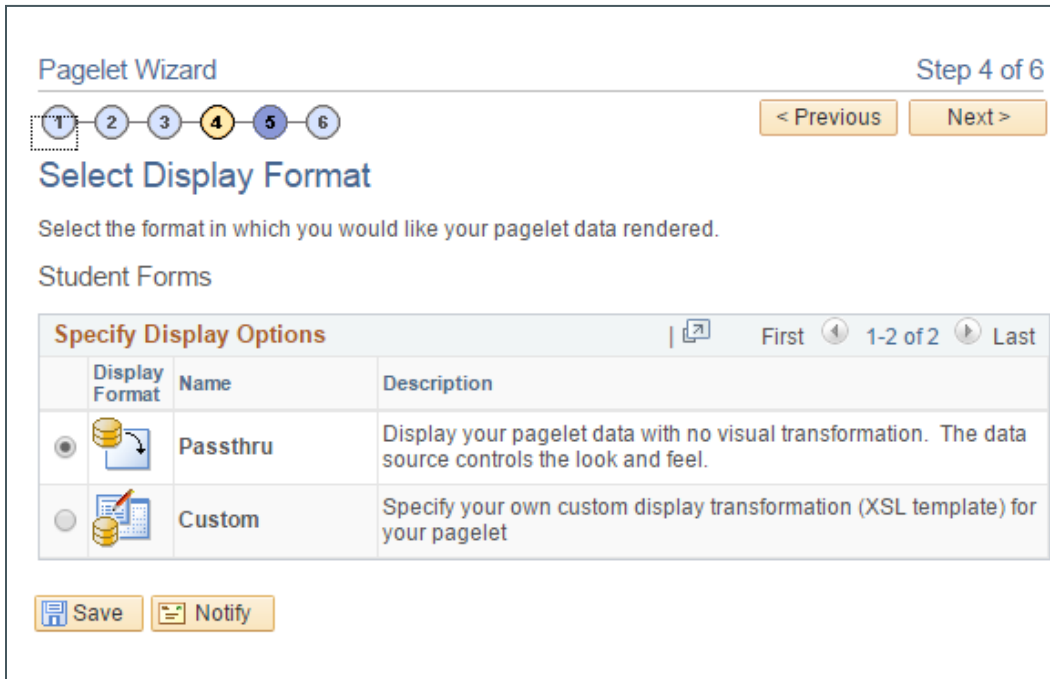 Pagelet Wizard
Step 4 of 6
1 2 3 4 5 6
< Previous
Next >
Select Display Format
Select the format in which you would like your pagelet data rendered.
Student Forms
Specify Display Options
| First 1-2 of 2 Last
Display
Format
Name
Description
Passthru
Display your pagelet data with no visual transformation. The data
source controls the look and feel.
Custom
Specify your own custom display transformation (XSL template) for
your pagelet
Save
Notify